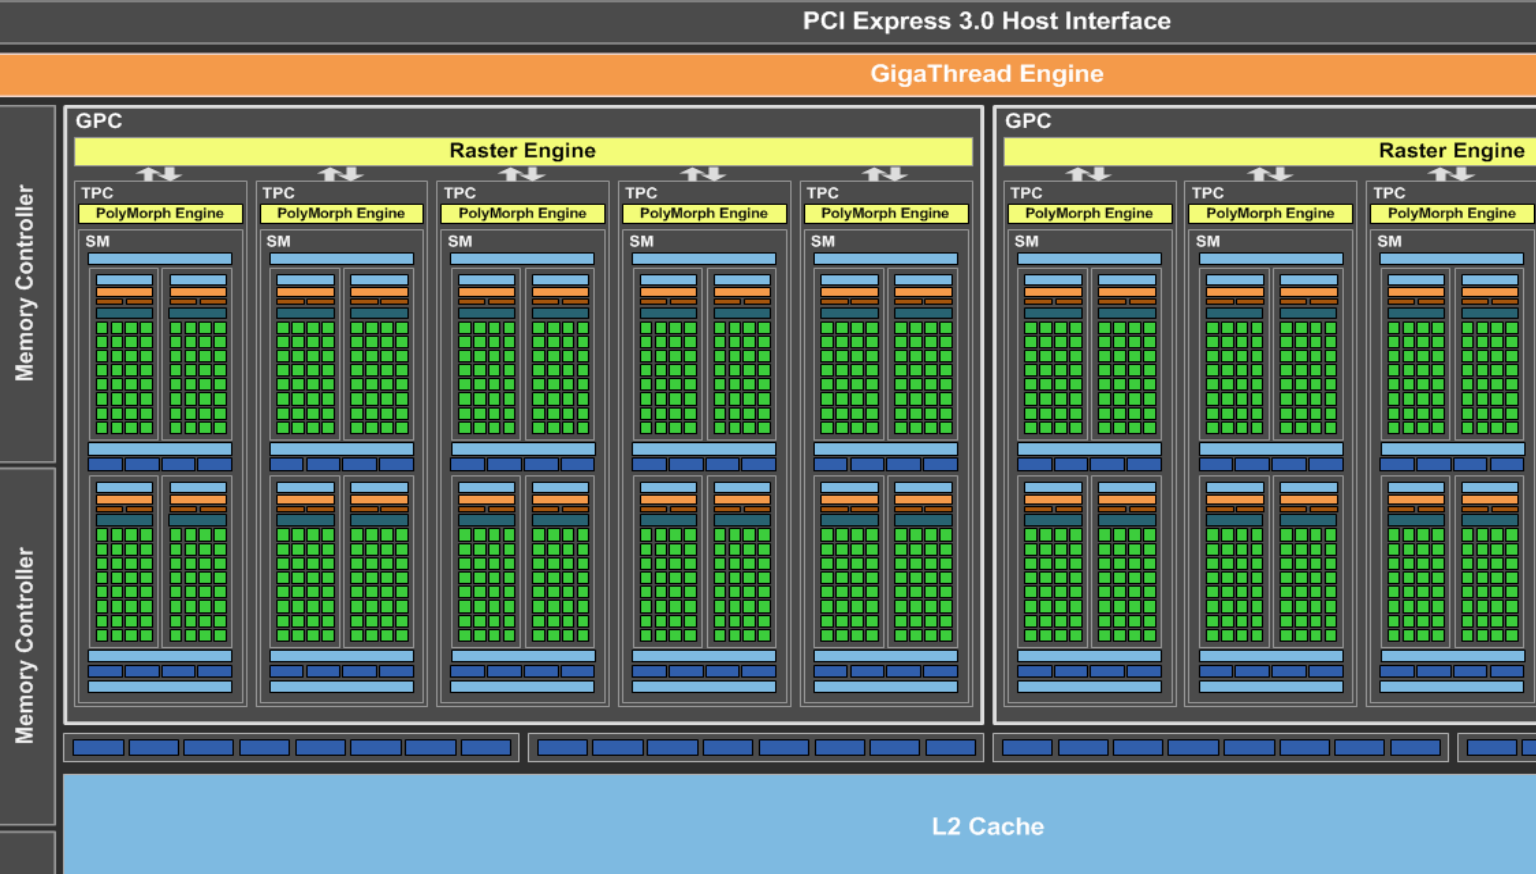 PCI Express 3.0 Host Interface
GigaThread Engine
Memory Controller
Memory Controller
GPC
Raster Engine
TPC
PolyMorph Engine
SM
TPC
PolyMorph Engine
SM
TPC
PolyMorph Engine
SM
TPC
PolyMorph Engine
SM
TPC
PolyMorph Engine
SM
GPC
Raster Engine
TPC
PolyMorph Engine
SM
TPC
PolyMorph Engine
SM
TPC
PolyMorph Engine
SM
L2 Cache